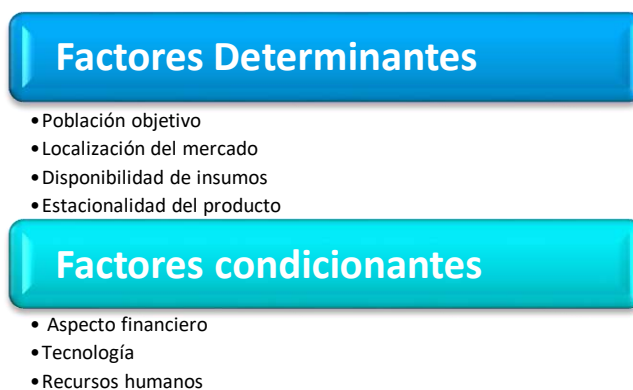 Factores Determinantes
•Población objetivo
•Localización del mercado
•Disponibilidad de insumos
•Estacionalidad del producto
Factores condicionantes
• Aspecto financiero
•Tecnología
•Recursos humanos